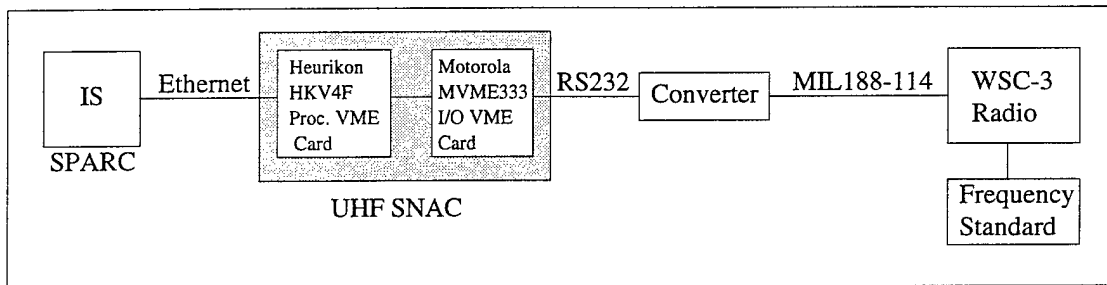 IS
SPARC
Ethernet
Heurikon
HKV4F
Proc. VME
Card
Motorola
MVME333
I/O VME
Card
UHF SNAC
RS232
Converter
MIL188-114
WSC-3
Radio
Frequency
Standard